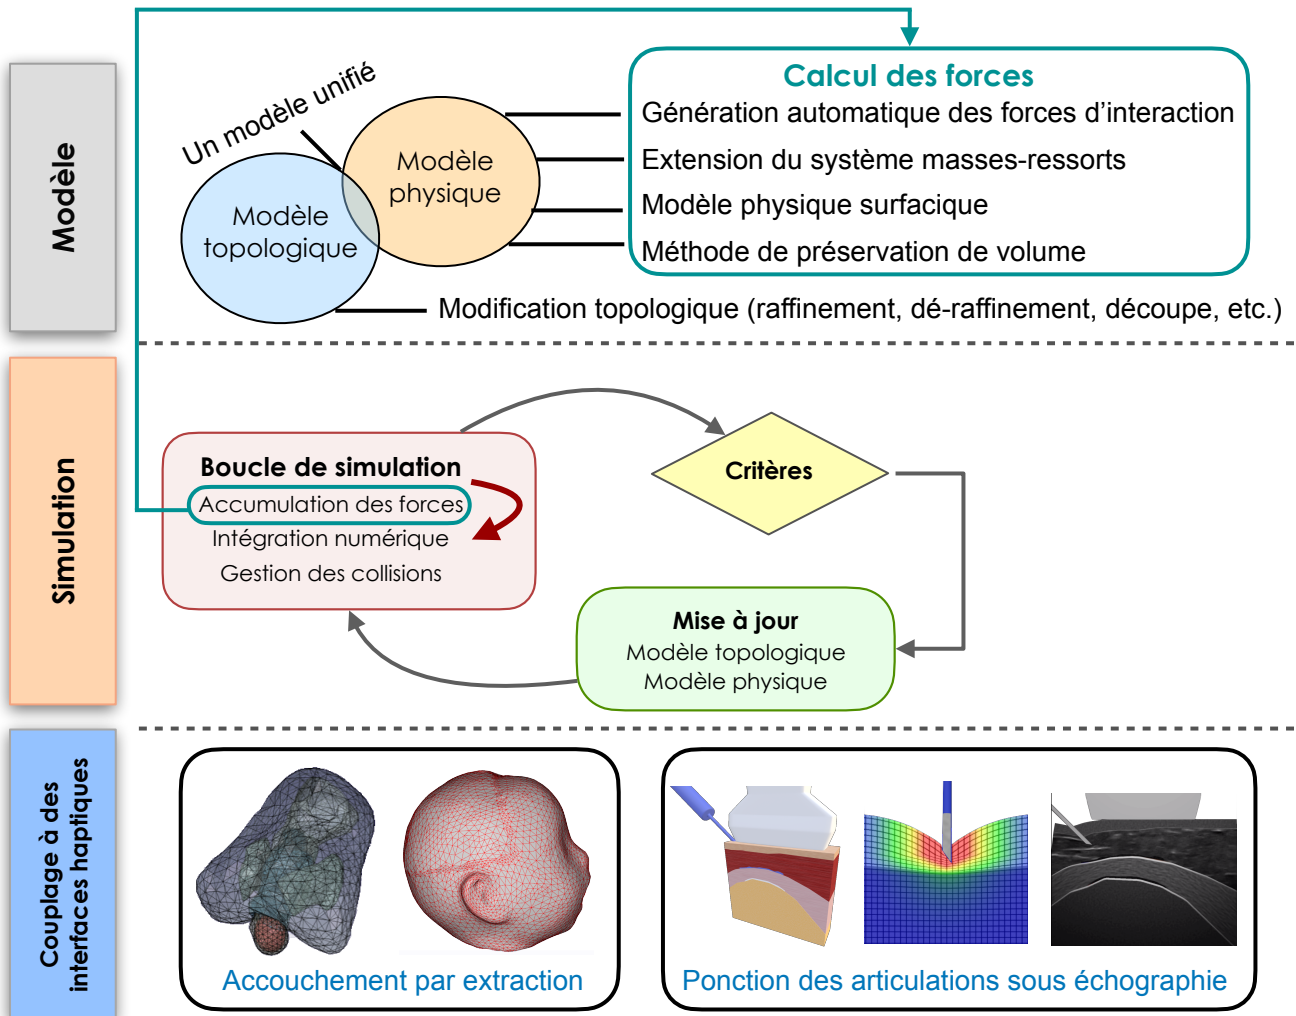 Modèle
Un modèle unifié
Modèle
physique
Modèle
topologique
Calcul des forces
Génération automatique des forces d’interaction
Extension du système masses-ressorts
Modèle physique surfacique
Méthode de préservation de volume
Modification topologique (raffinement, dé-raffinement, découpe, etc.)
Simulation
Boucle de simulation
Accumulation des forces
Intégration numérique
Gestion des collisions
Critères
Mise à jour
Modèle topologique
Modèle physique
Couplage à des
interfaces haptiques
Accouchement par extraction
Ponction des articulations sous échographie